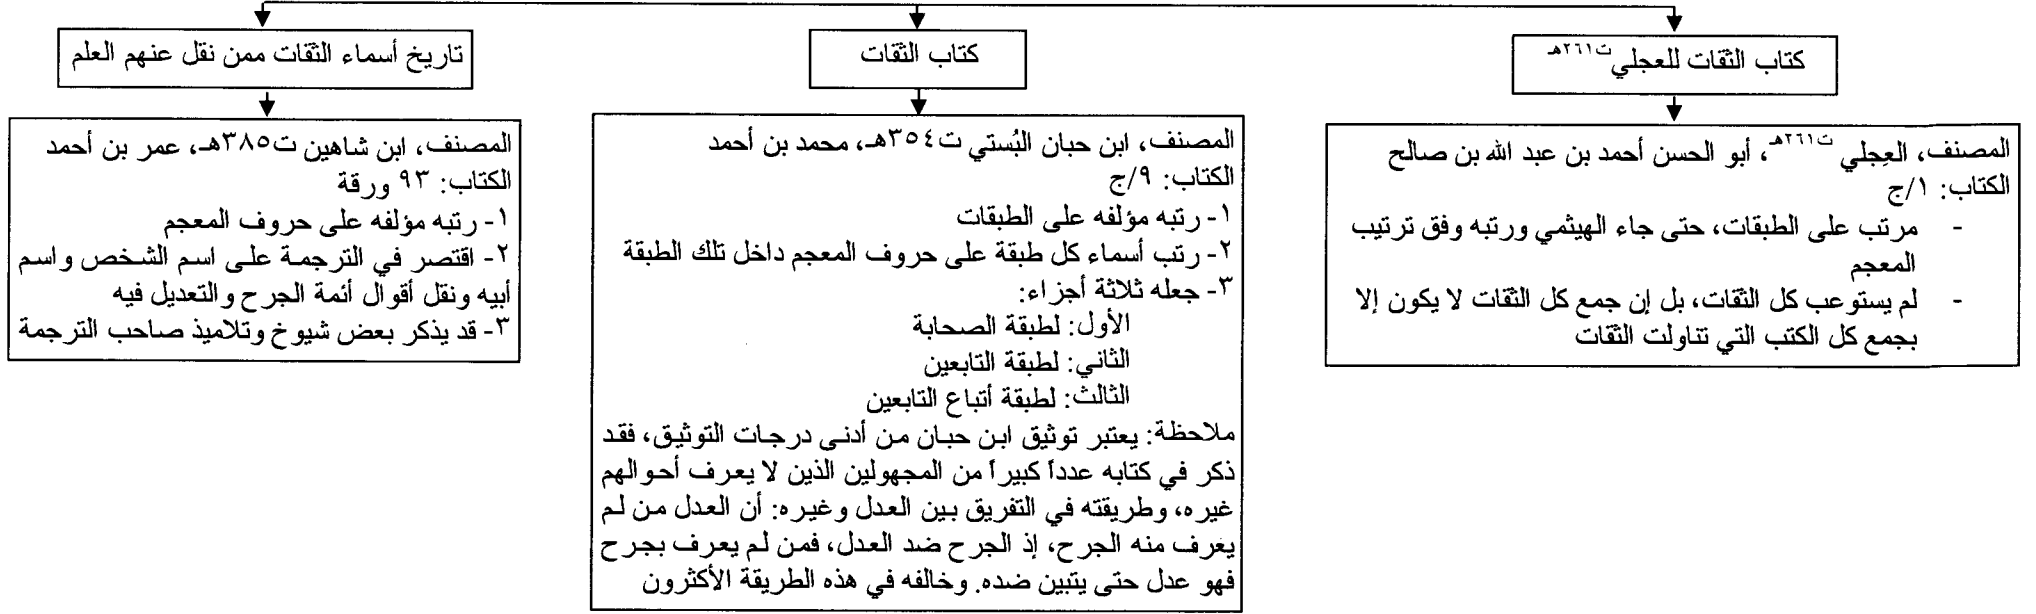 كتاب الثقات للعجلي ت٢٦١هـ
المصنف، العِجلي ت٢٦١هـ، أبو الحسن أحمد بن عبد الله بن صالح
الكتاب: ١/ج
- مرتب على الطبقات، حتى جاء الهيثمي ورتبه وفق ترتيب
المعجم
- لم يستوعب كل الثقات، بل إن جمع كل الثقات لا يكون إلا
بجمع كل الكتب التي تناولت الثقات
كتاب الثقات
المصنف، ابن حبان البُستي ت٣٥٤هـ، محمد بن أحمد
الكتاب: ٩/ج
١- رتبه مؤلفه على الطبقات
٢- رتب أسماء كل طبقة على حروف المعجم داخل تلك الطبقة
٣- جعله ثلاثة أجزاء:
الأول: لطبقة الصحابة
الثاني: لطبقة التابعين
الثالث: لطبقة أتباع التابعين
ملاحظة: يعتبر توثيق ابن حبان من أدنى درجات التوثيق، فقد
ذكر في كتابه عدداً كبيراً من المجهولين الذين لا يعرف أحوالهم
غيره، وطريقته في التفريق بين العدل وغيره: أن العدل من لم
يعرف منه الجرح، إذ الجرح ضد العدل، فمن لم يعرف بجرح
فهو عدل حتى يتبين ضده. وخالفه في هذه الطريقة الأكثرون
تاريخ أسماء الثقات ممن نقل عنهم العلم
المصنف، ابن شاهين ت٣٨٥هـ، عمر بن أحمد
الكتاب: ٩٣ ورقة
١- رتبه مؤلفه على حروف المعجم
٢- اقتصر في الترجمة على اسم الشخص واسم
أبيه ونقل أقوال أئمة الجرح والتعديل فيه
٣- قد يذكر بعض شيوخ وتلاميذ صاحب الترجمة